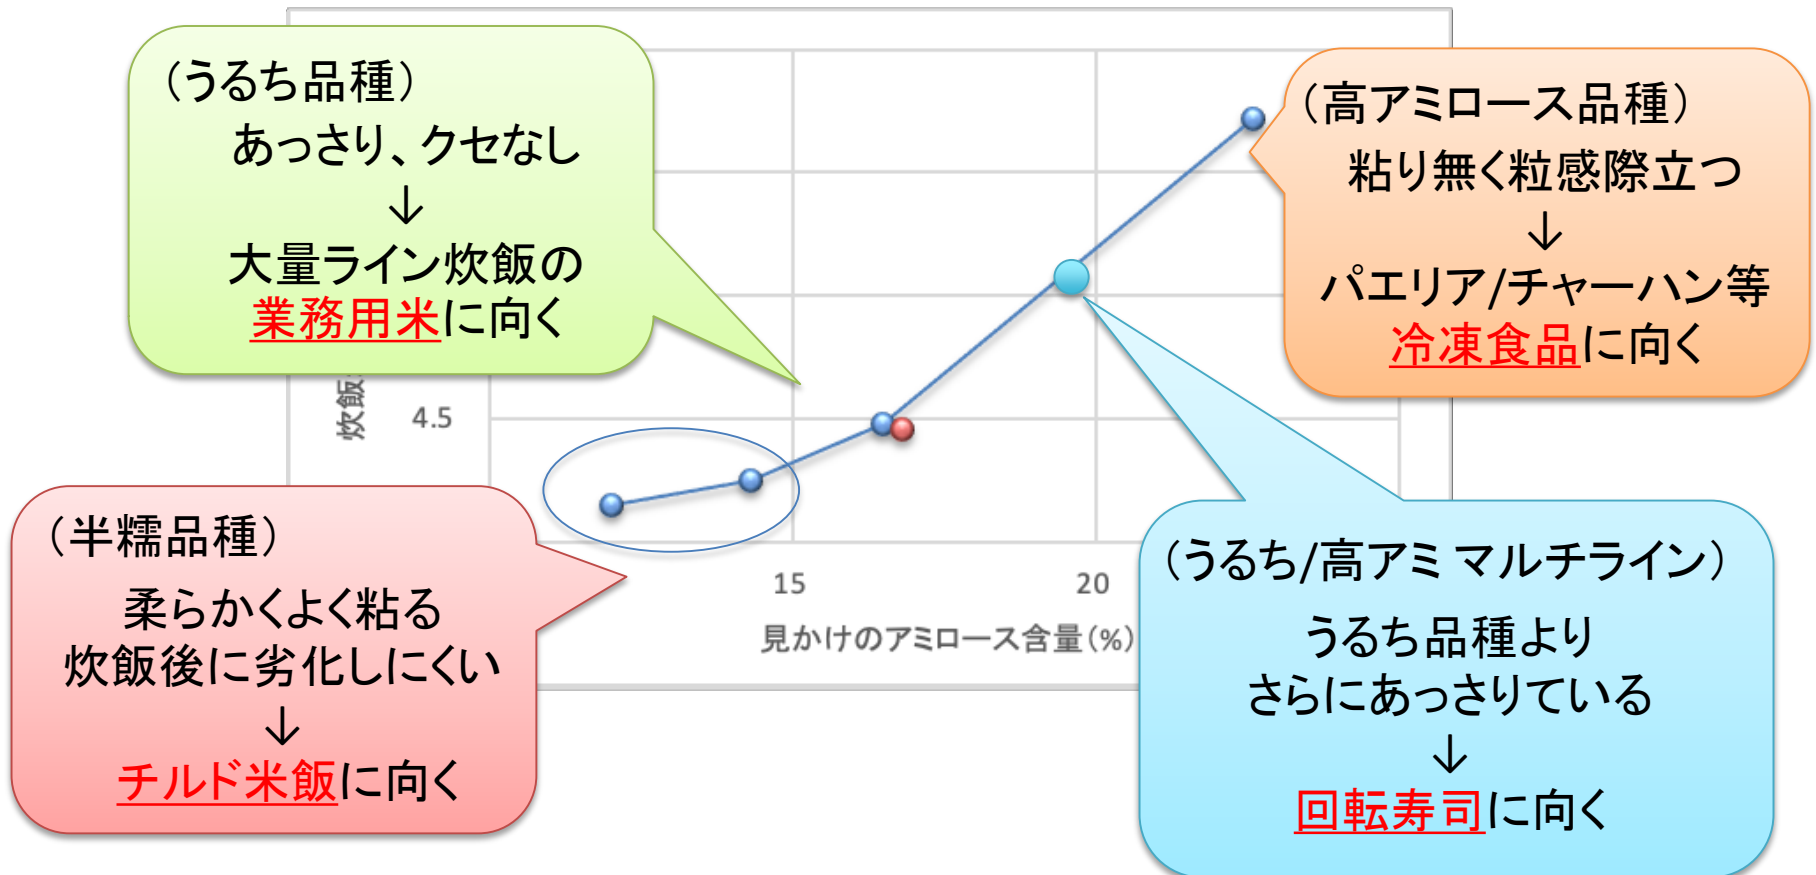 (うるち品種)
あっさり、クセなし
↓
大量ライン炊飯の
業務用米に向く
(高アミロース品種)
粘り無く粒感際立つ
↓
パエリア/チャーハン等
冷凍食品に向く
炊飯
4.5
15
20
見かけのアミロース含量(%)
(半糯品種)
柔らかくよく粘る
炊飯後に劣化しにくい
↓
チルド米飯に向く
(うるち/高アミ マルチライン)
うるち品種より
さらにあっさりている
↓
回転寿司に向く